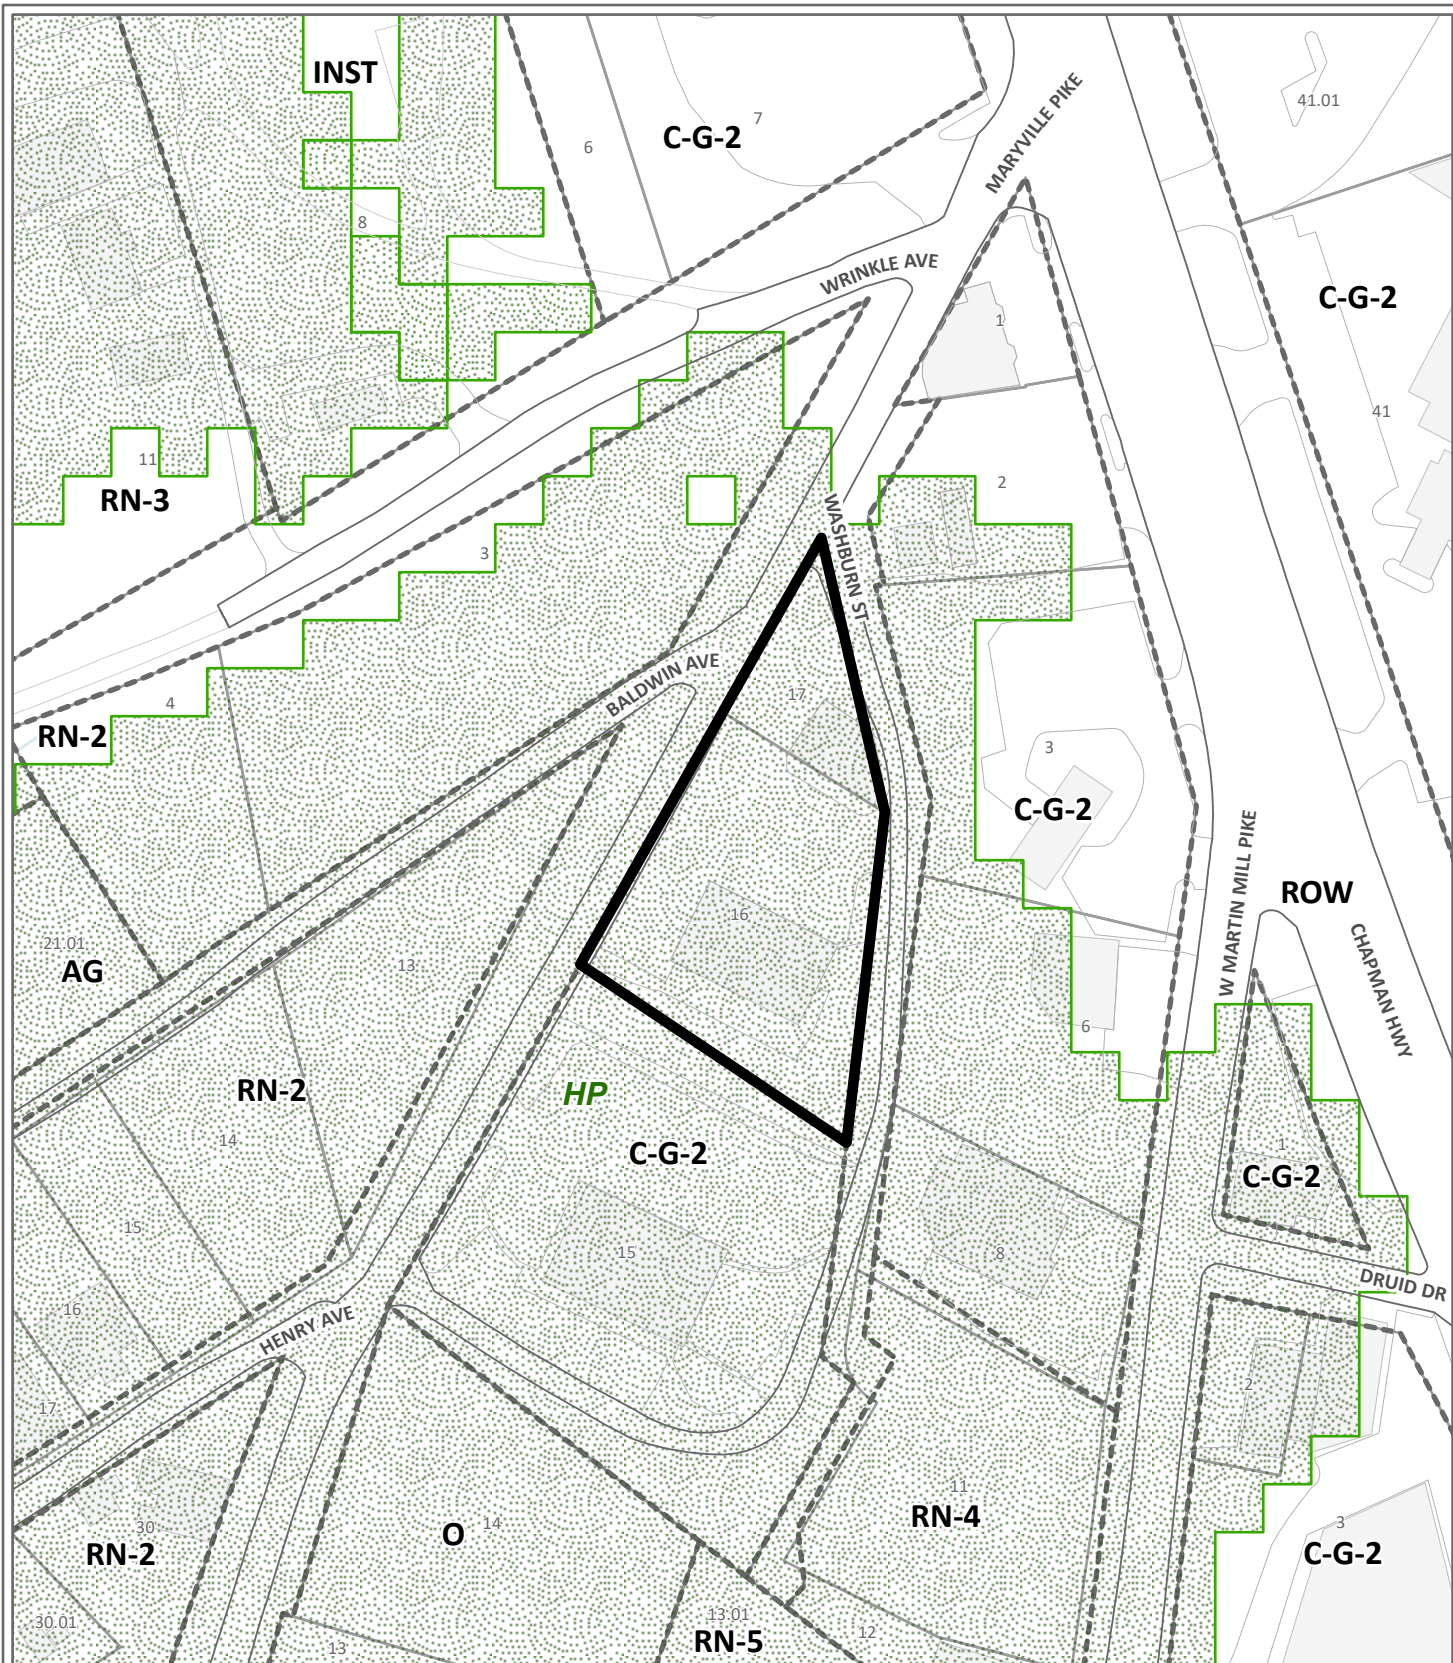 INST
41.01
7
C-G-2
6
MARYVILLE PIKE
8
WRINKLE AVE
C-G-2
1
41
11
RN-3
2
WASHBURN ST
3
BALDWIN AVE
17
4
RN-2
3
C-G-2
W MARTIN MILL PIKE
ROW
16
21.01
AG
13
CHAPMAN HWY
6
RN-2
HP
14
C-G-2
1
C-G-2
15
15
8
DRUID DR
16
HENRY AVE
2
17
11
RN-4
30
RN-2
O
14
3
C-G-2
30.01
13
13.01
RN-5
12